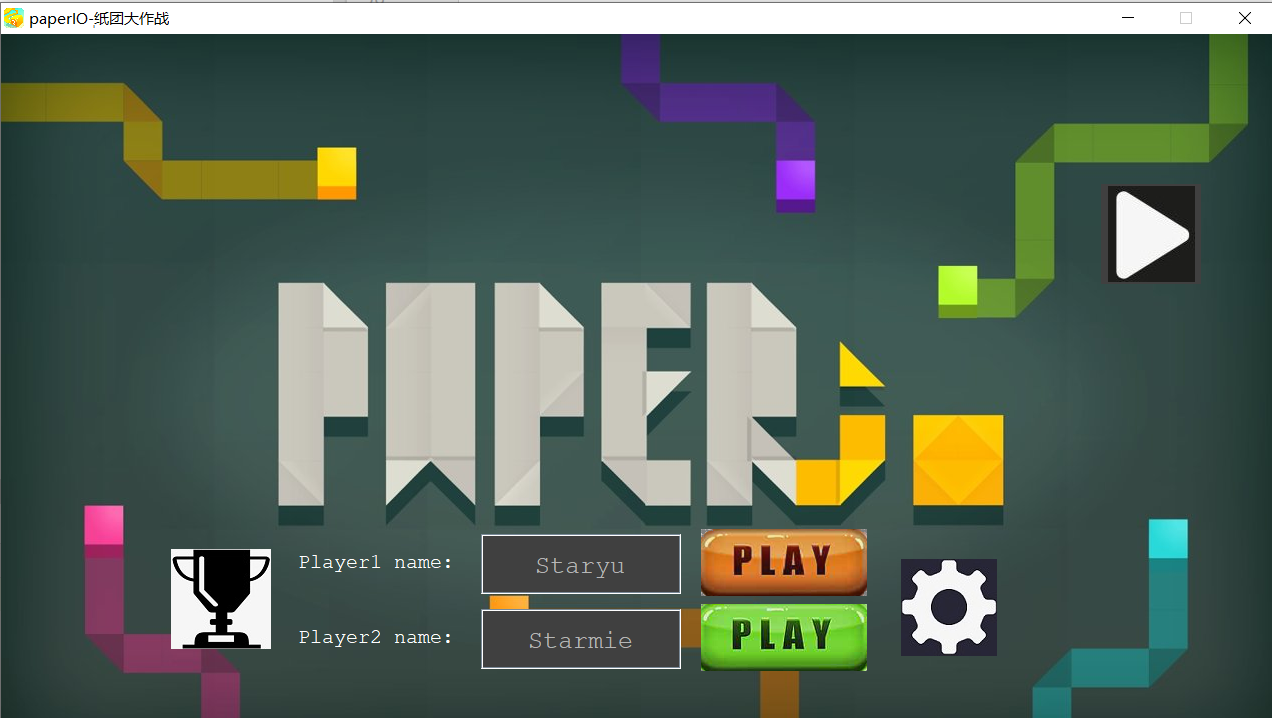 paperIO-纸团大作战
PAPER.io
Player1 name:
Staryu
PLAY
Player2 name:
Starmie
PLAY